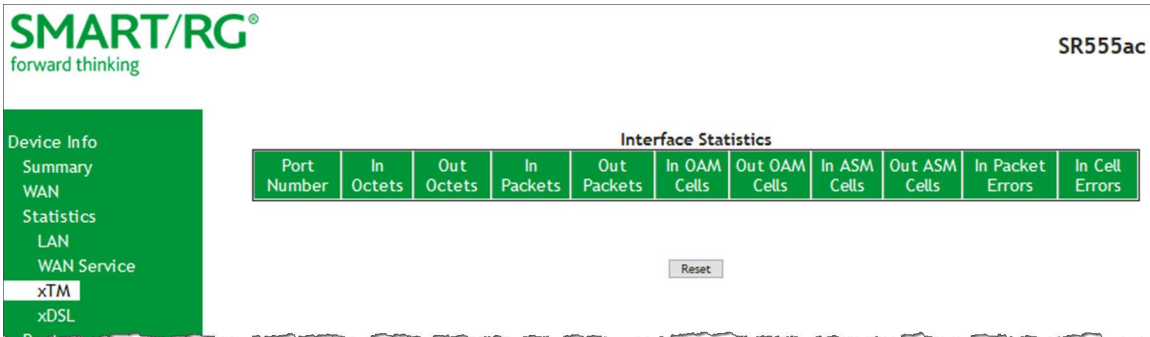 SMART/RG®
forward thinking
SR555ac
Device Info
Summary
WAN
Statistics
LAN
WAN Service
xTM
xDSL
Interface Statistics
Port Number In Octets Out Octets In Packets Out Packets In OAM Cells Out OAM Cells In ASM Cells Out ASM Cells In Packet Errors In Cell Errors
Reset